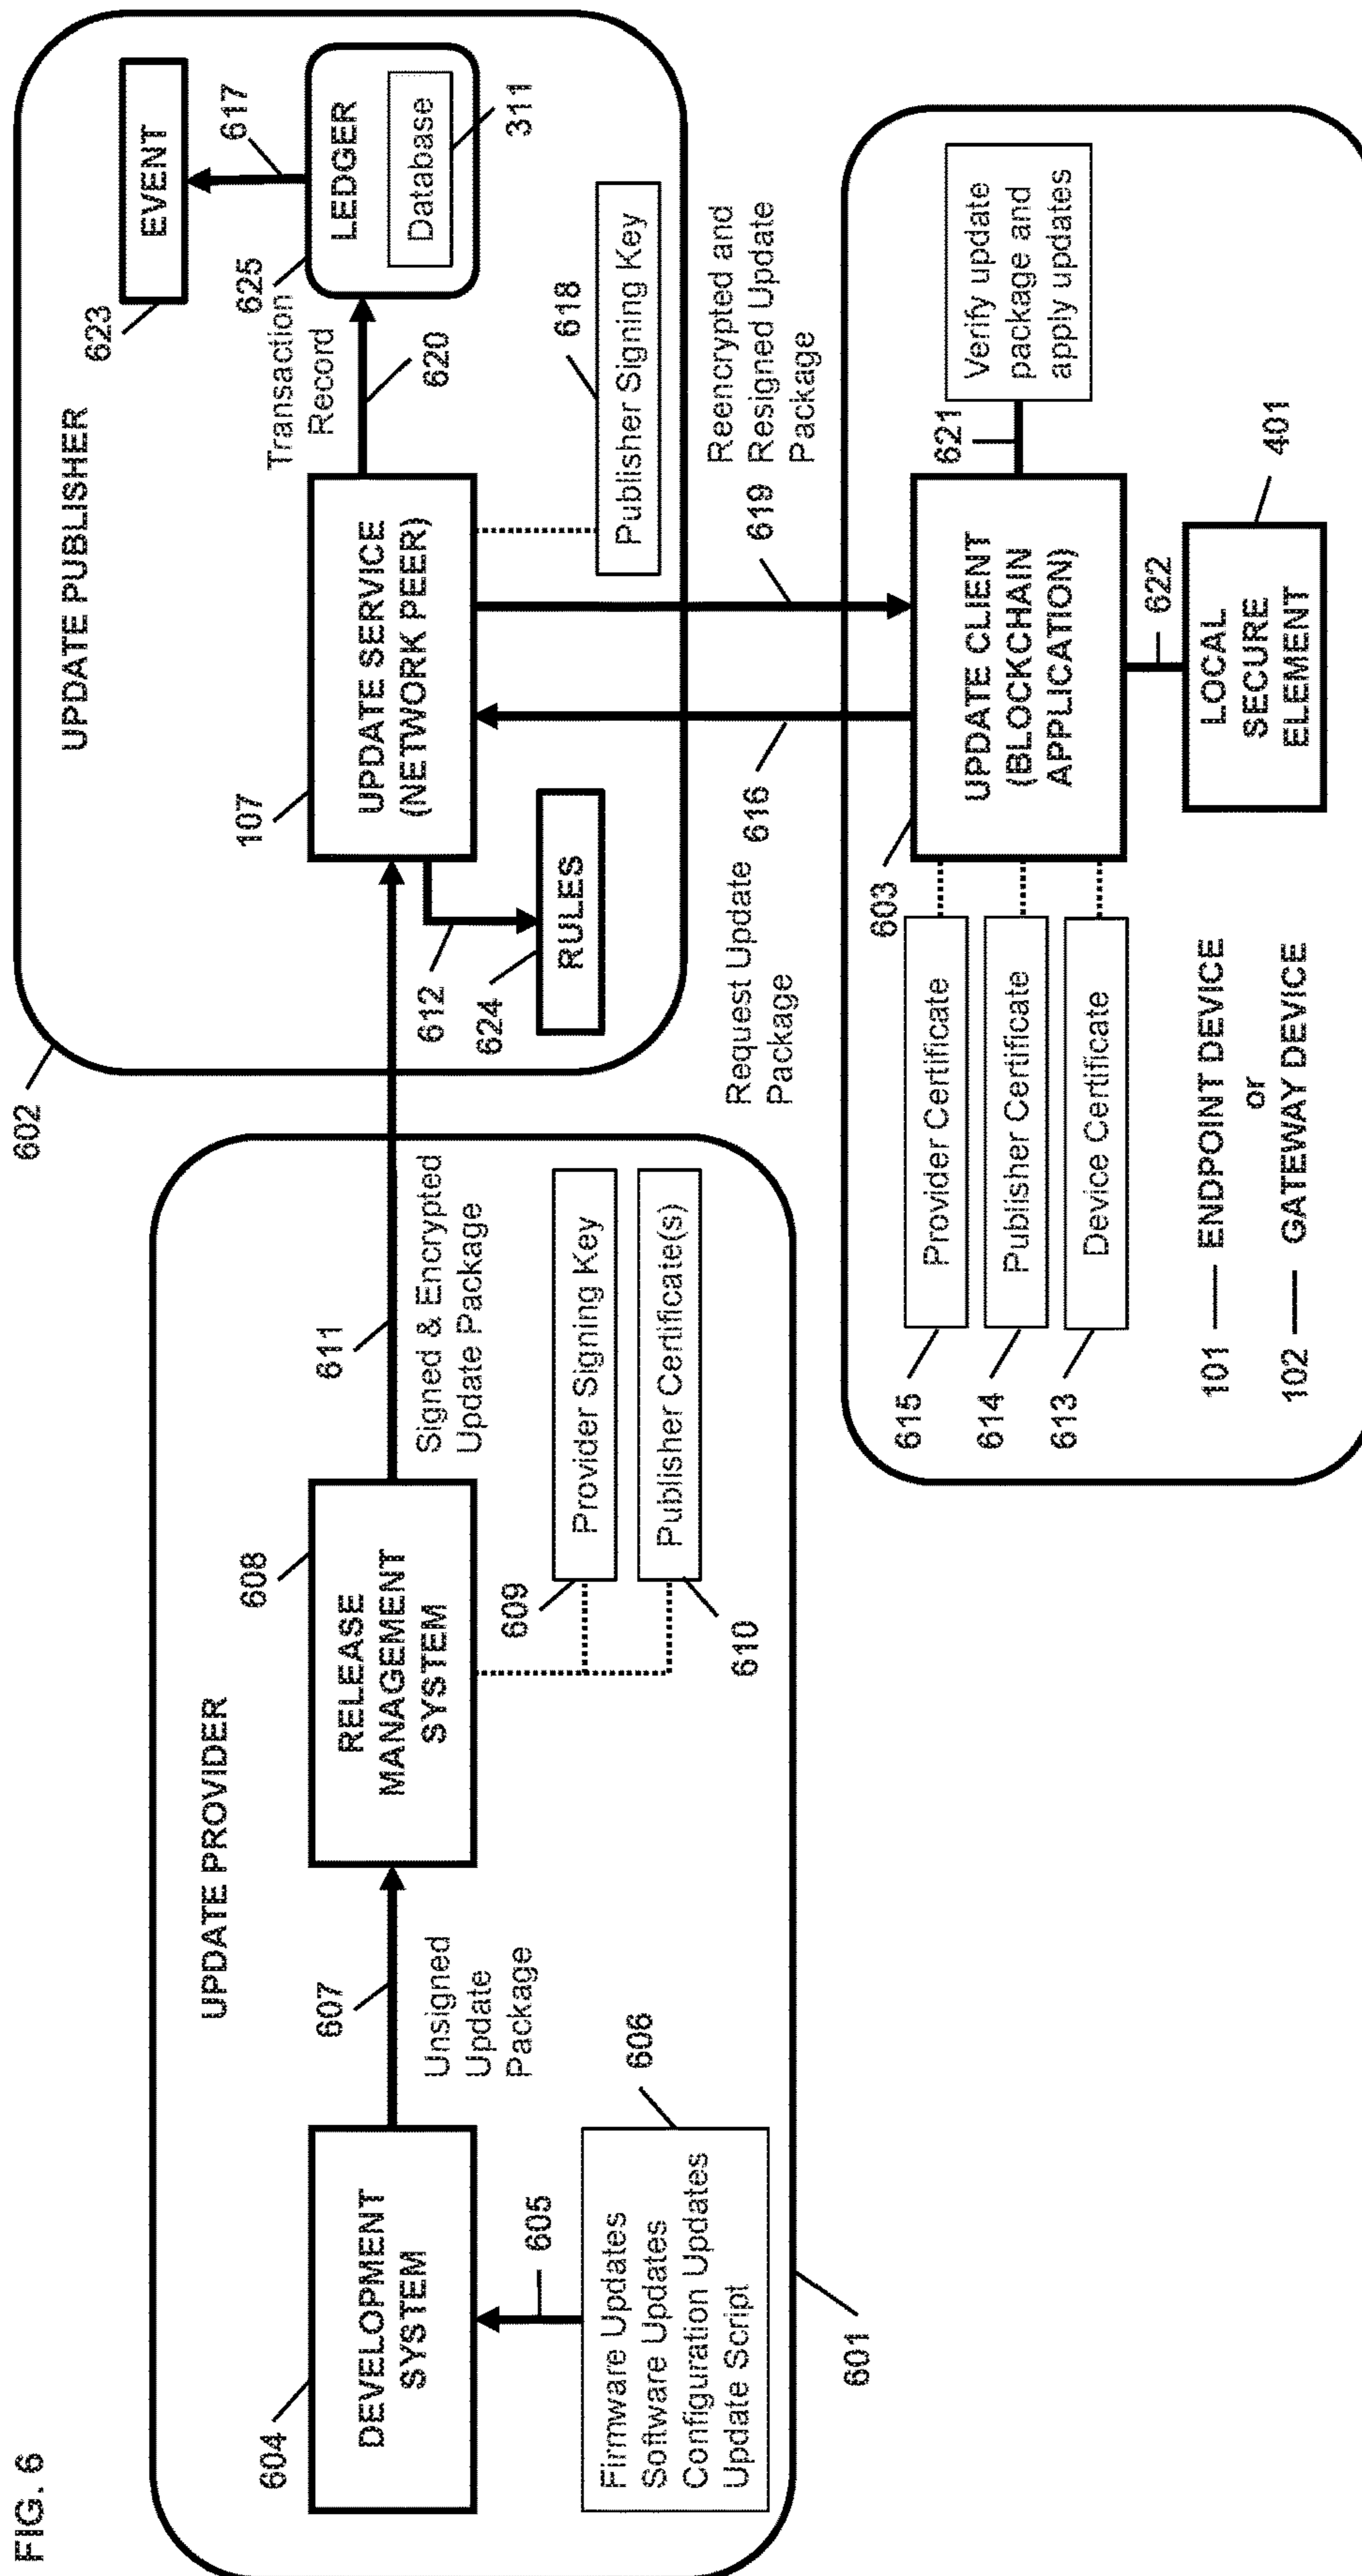 FIG. 6
UPDATE PROVIDER
604
DEVELOPMENT
SYSTEM
605
Firmware Updates
Software Updates
Configuration Updates
Update Script
606
601
607
Unsigned
Update
Package
608
RELEASE
MANAGEMENT
SYSTEM
609
Provider Signing Key
610
Publisher Certificate(s)
611
Signed & Encrypted
Update Package
602
UPDATE PUBLISHER
107
UPDATE SERVICE
(NETWORK PEER)
612
624
RULES
Transaction
Record
620
625
LEDGER
Database
311
617
623
EVENT
618
Publisher Signing Key
Request Update
Package
616
619
Reencrypted and
Resigned Update
Package
603
UPDATE CLIENT
(BLOCKCHAIN
APPLICATION)
621
Verify update
package and
apply updates
622
LOCAL
SECURE
ELEMENT
401
615
Provider Certificate
614
Publisher Certificate
613
Device Certificate
101
ENDPOINT DEVICE
or
102
GATEWAY DEVICE